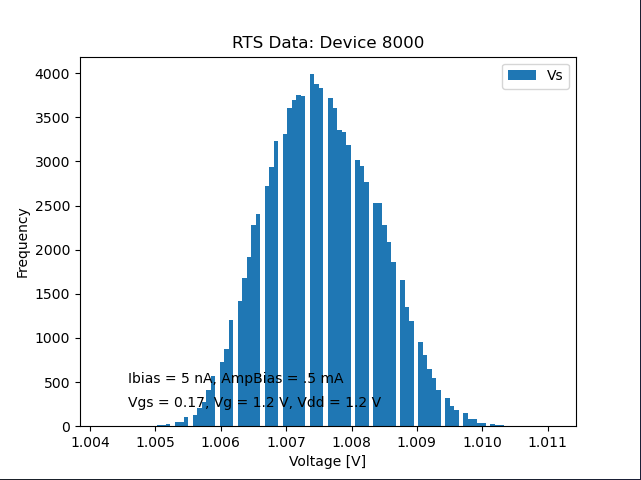 RTS Data: Device 8000
Vs
4000
3500
3000
2500
2000
1500
1000
500
0
Frequency
Ibias = 5 nA, AmpBias = .5 mA
Vgs = 0.17, Vg = 1.2 V, Vdd = 1.2 V
1.004 1.005 1.006 1.007 1.008 1.009 1.010 1.011
Voltage [V]